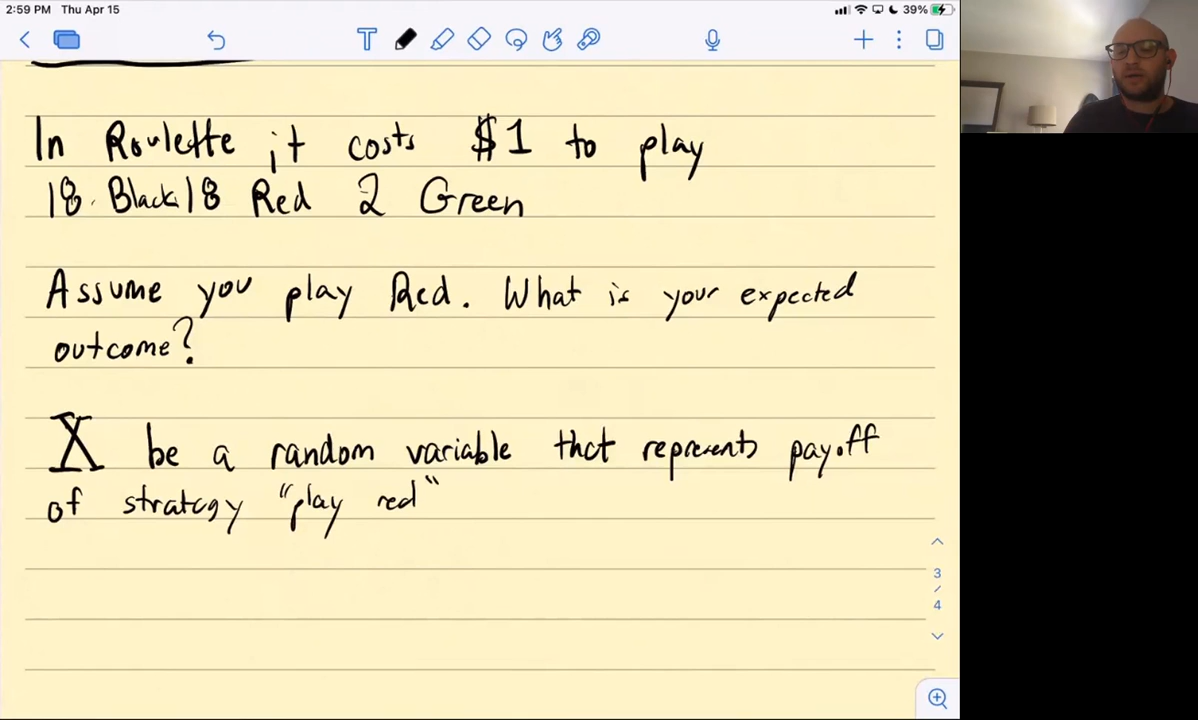 2:59 PM Thu Apr 15
39%
In Roulette it costs $1 to play
18 Black 18 Red 2 Green
Assume you play Red. What is your expected
outcome?
X be a random variable that represents payoff
of strategy "play red"
3
/
4